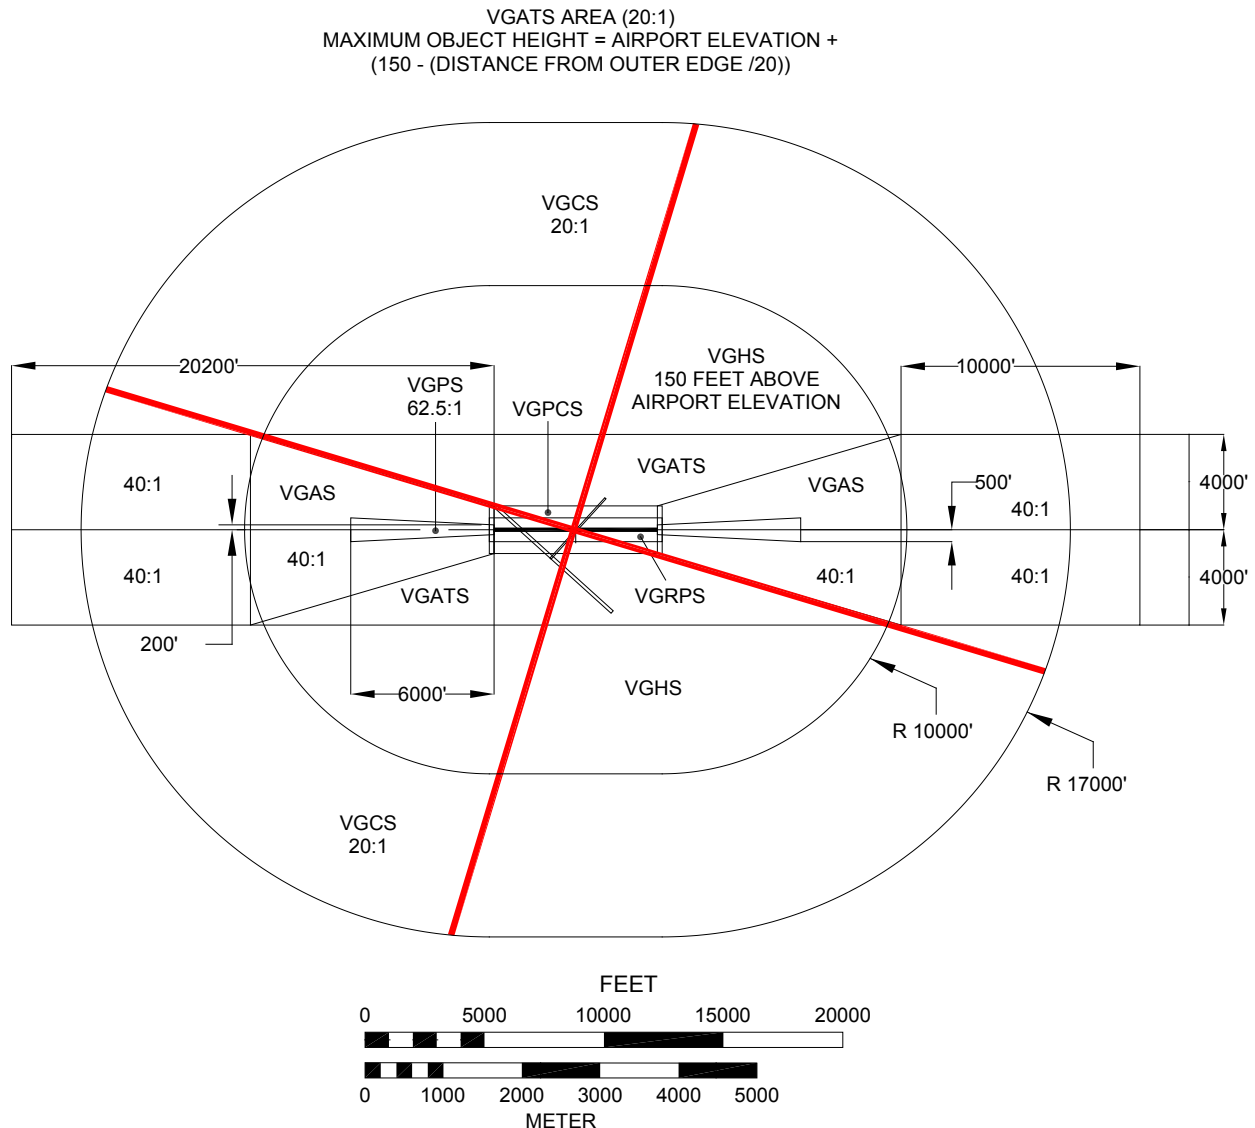 VGATS AREA (20:1)
MAXIMUM OBJECT HEIGHT = AIRPORT ELEVATION +
(150 - (DISTANCE FROM OUTER EDGE /20))
VGCS
20:1
20200'
VGPS
62.5:1
VGPCS
VGHS
150 FEET ABOVE
AIRPORT ELEVATION
10000'
VGATS
40:1
VGAS
VGAS
500'
40:1
4000'
40:1
40:1
VGATS
VGRPS
40:1
40:1
4000'
200'
6000'
VGHS
R 10000'
R 17000'
VGCS
20:1
FEET
0 5000 10000 15000 20000
0 1000 2000 3000 4000 5000
METER